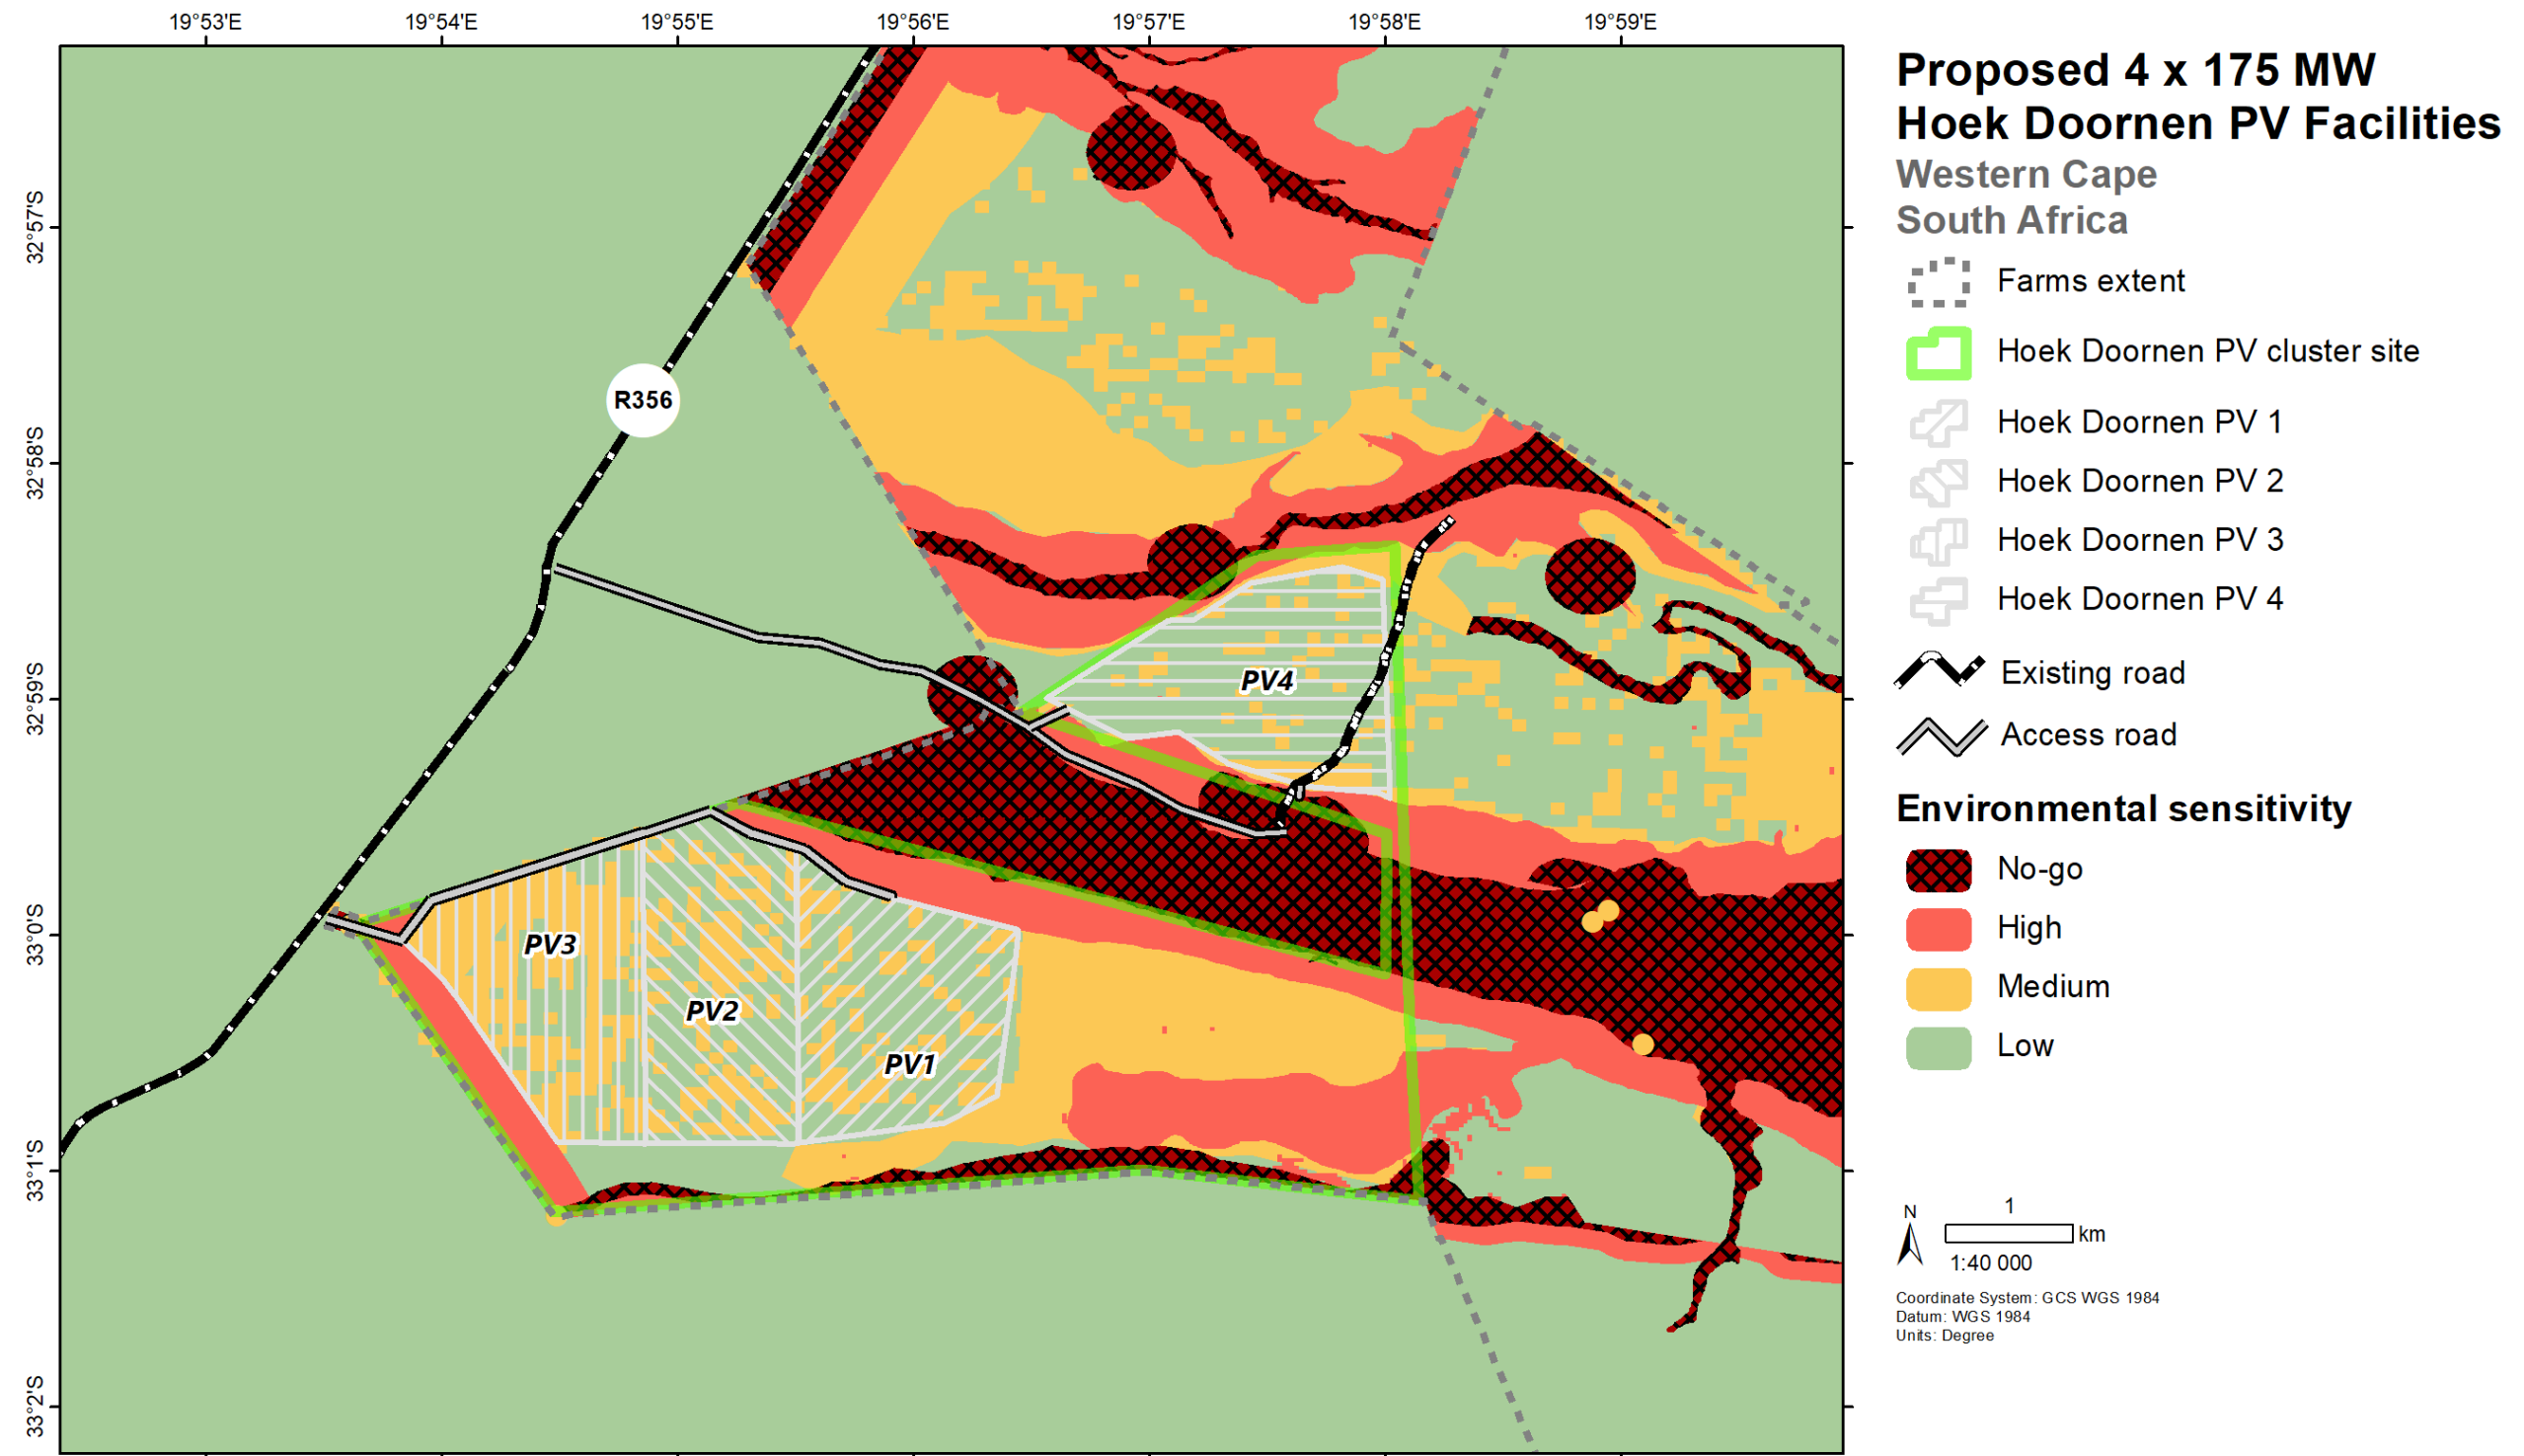 19°53'E
19°54'E
19°55'E
19°56'E
19°57'E
19°58'E
19°59'E
32°57'S
32°58'S
32°59'S
33°0'S
33°1'S
33°2'S
R356
PV4
PV3
PV2
PV1
Proposed 4 x 175 MW
Hoek Doornen PV Facilities
Western Cape
South Africa
Farms extent
Hoek Doornen PV cluster site
Hoek Doornen PV 1
Hoek Doornen PV 2
Hoek Doornen PV 3
Hoek Doornen PV 4
Existing road
Access road
Environmental sensitivity
No-go
High
Medium
Low
N
1
km
1:40 000
Coordinate System: GCS WGS 1984
Datum: WGS 1984
Units: Degree